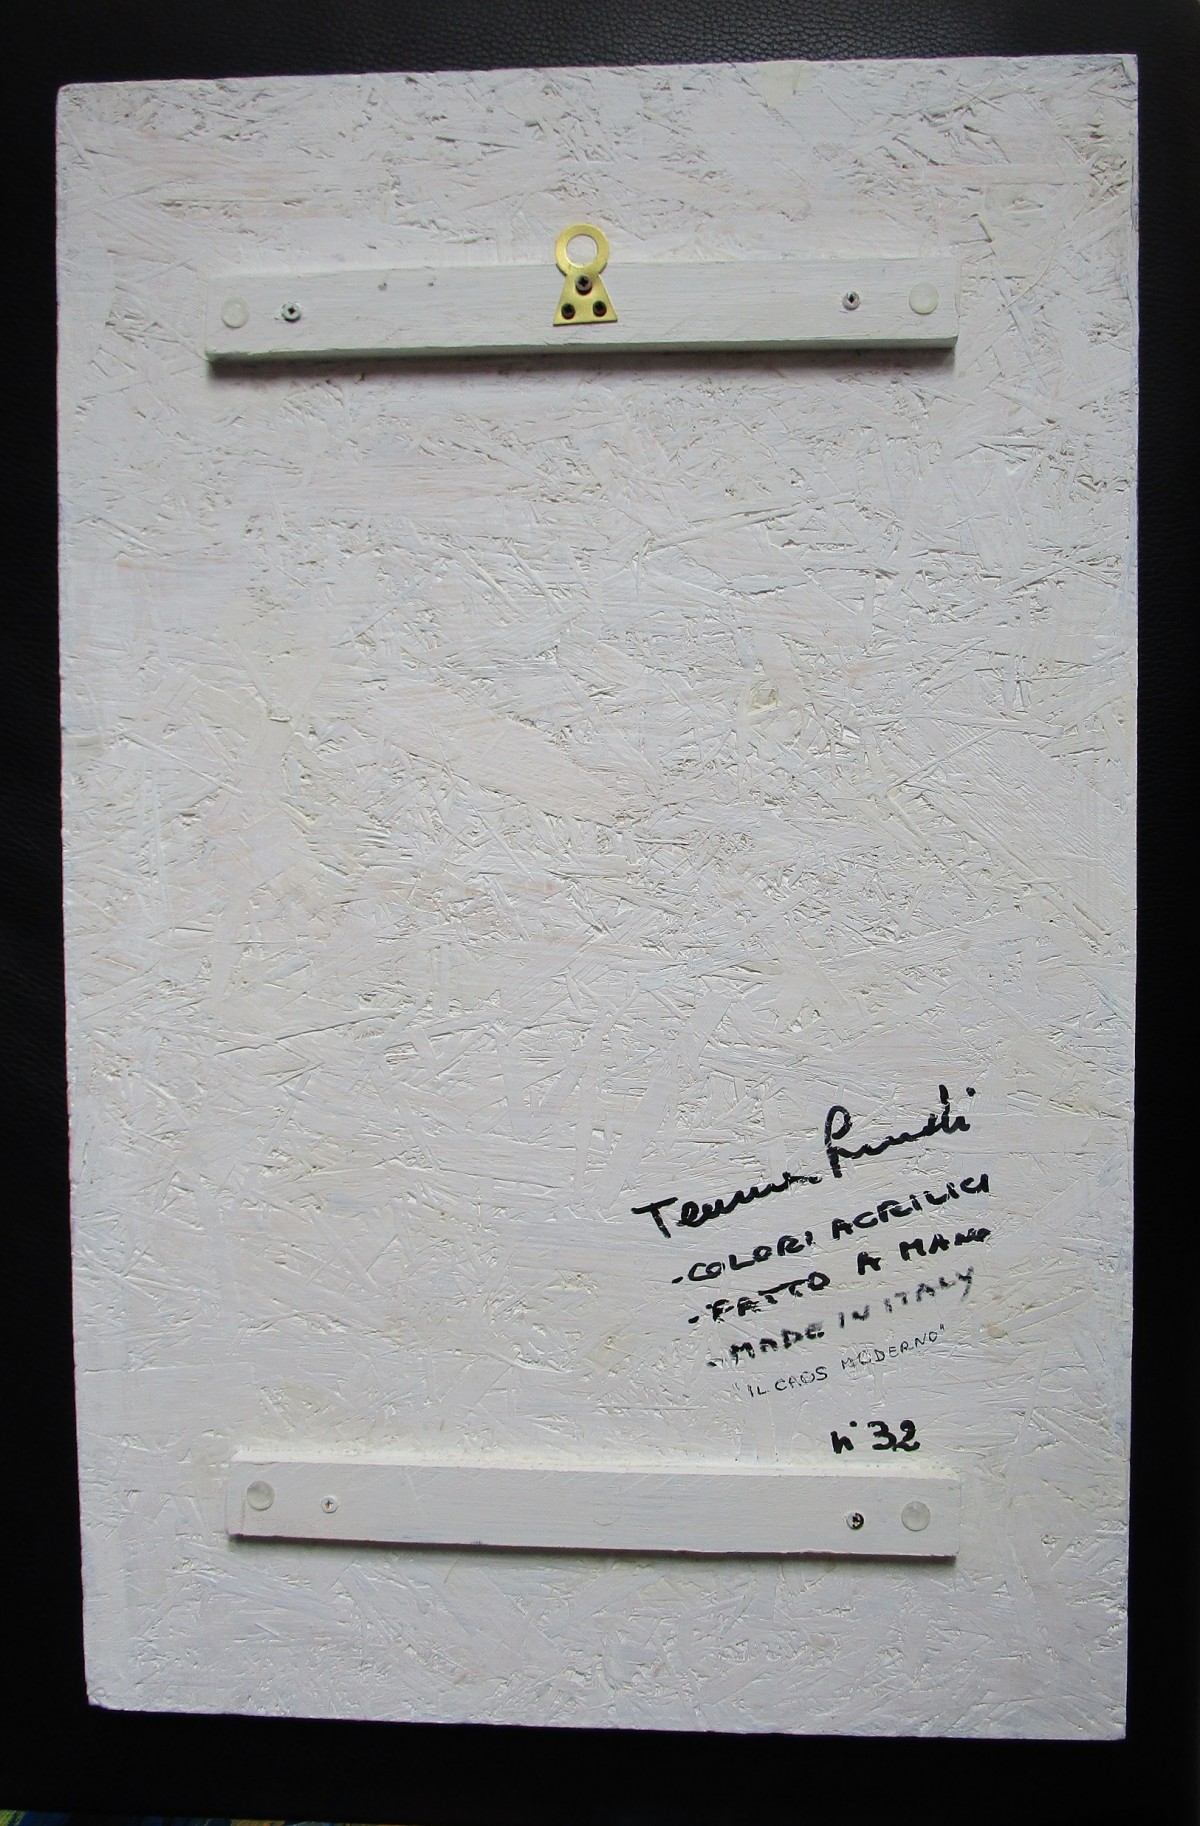 -COLORI ACRILICI
-FATTO A MANO
-MADE IN ITALY
"IL CAOS MODERNO"
n° 32